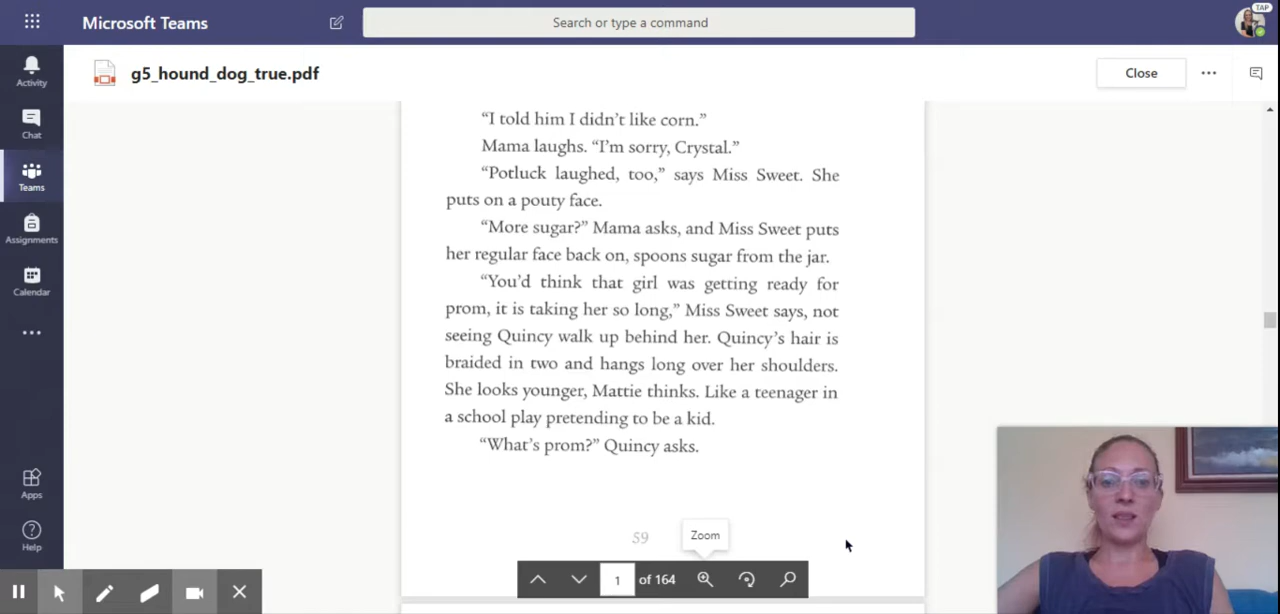 Microsoft Teams
Search or type a command
TAP
Activity
g5_hound_dog_true.pdf
Close
Chat
Teams
Assignments
Calendar
Apps
Help
“I told him I didn’t like corn.”
Mama laughs. “I’m sorry, Crystal.”
“Potluck laughed, too,” says Miss Sweet. She
puts on a pouty face.
“More sugar?” Mama asks, and Miss Sweet puts
her regular face back on, spoons sugar from the jar.
“You’d think that girl was getting ready for
prom, it is taking her so long,” Miss Sweet says, not
seeing Quincy walk up behind her. Quincy’s hair is
braided in two and hangs long over her shoulders.
She looks younger, Mattie thinks. Like a teenager in
a school play pretending to be a kid.
“What’s prom?” Quincy asks.
59
Zoom
1 of 164